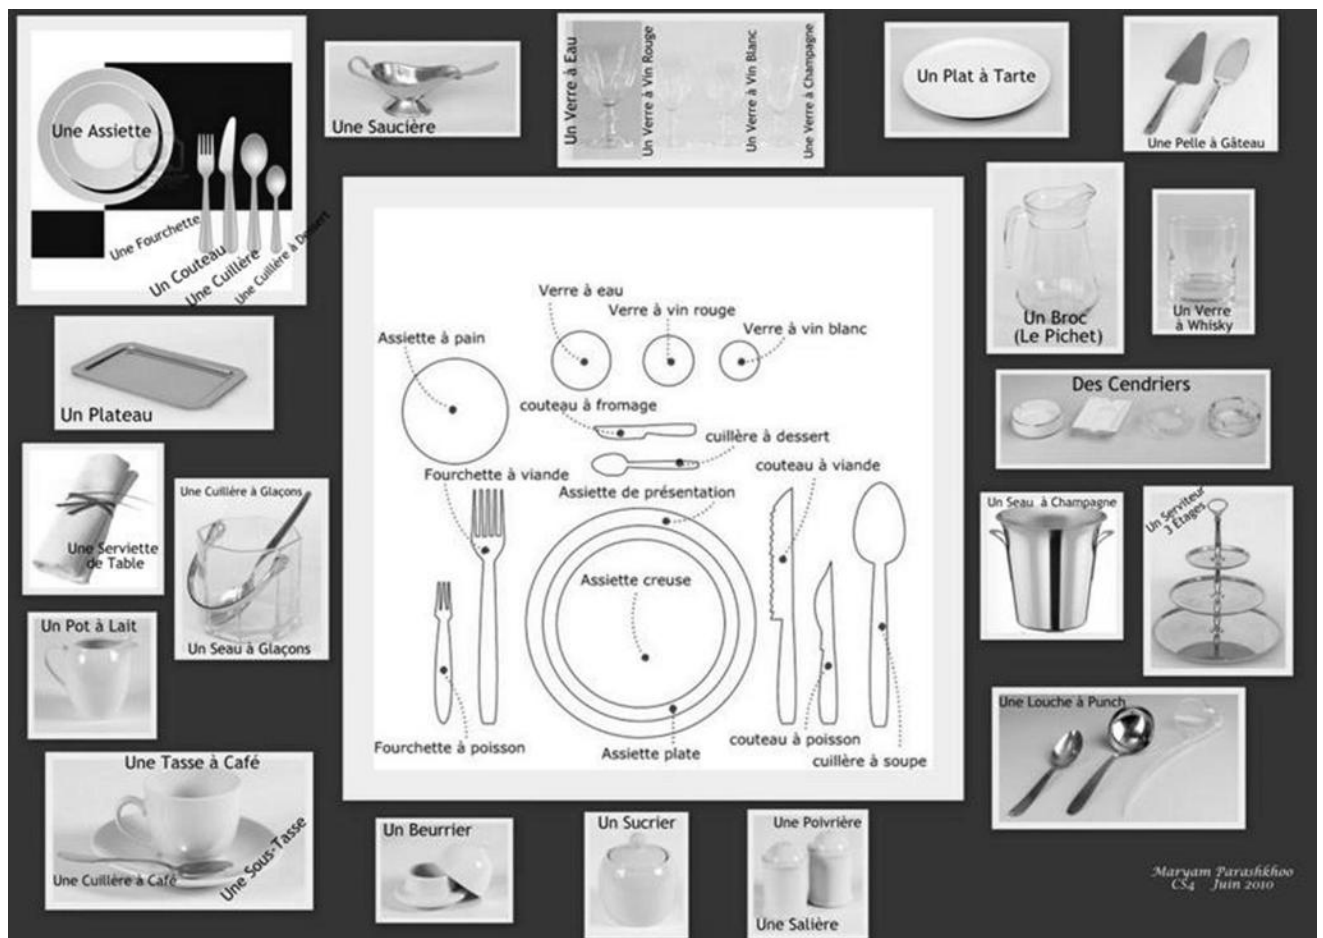 Une Assiette
Une Fourchette
Un Couteau
Une Cuillère
Une Cuillère à Dessert
Une Saucière
Un Verre à Eau
Un Verre à Vin Rouge
Un Verre à Vin Blanc
Une Verre à Champagne
Un Plat à Tarte
Une Pelle à Gâteau
Un Plateau
Une Serviette
de Table
Une Cuillère à Glaçons
Un Seau à Glaçons
Un Pot à Lait
Une Tasse à Café
Une Cuillère à Café
Une Sous-Tasse
Verre à eau
Verre à vin rouge
Verre à vin blanc
Assiette à pain
couteau à fromage
cuillère à dessert
Fourchette à viande
couteau à viande
Assiette de présentation
Assiette creuse
Fourchette à poisson
Assiette plate
couteau à poisson
cuillère à soupe
Un Broc
(Le Pichet)
Un Verre
à Whisky
Des Cendriers
Un Seau à Champagne
Un Serviteur
3 Étages
Une Louche à Punch
Un Beurrier
Un Sucrier
Une Poivrière
Une Salière
Maryam Parashkhoo
CS4 Juin 2010